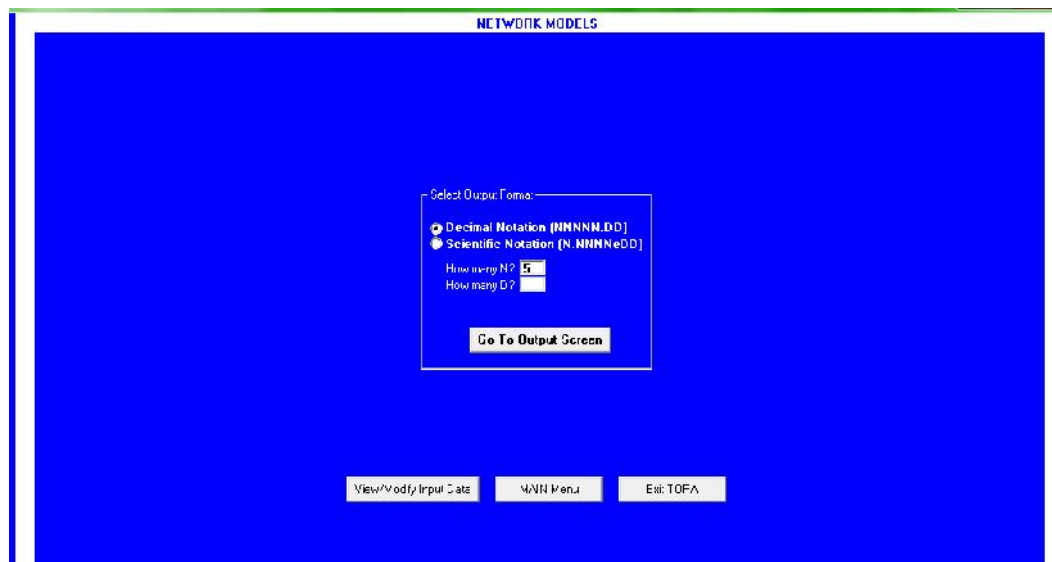 NETWORK MODELS
Select Output Format
Decimal Notation (NNNNN.DD)
Scientific Notation (N.NNNNeDD)
How many N? 5
How many D?
Go To Output Screen
View/Modify Input Data
MAIN Menu
Exit TORA